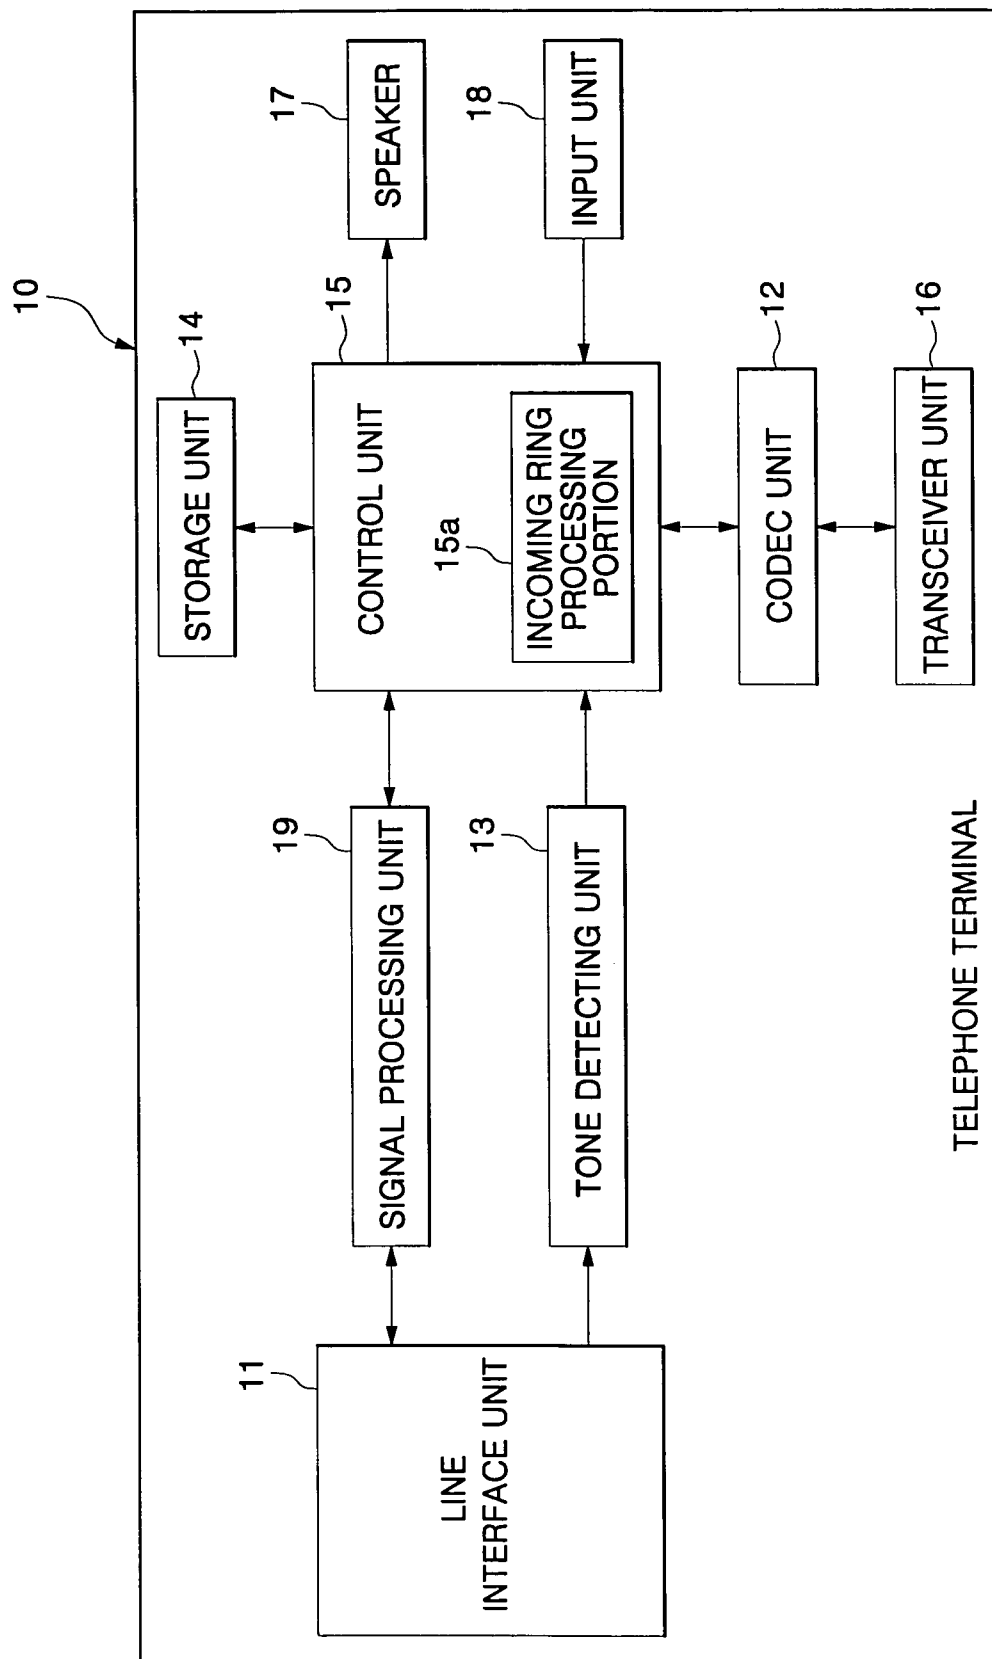 10
14
STORAGE UNIT
17
SPEAKER
15
CONTROL UNIT
18
INPUT UNIT
15a
INCOMING RING
PROCESSING
PORTION
19
SIGNAL PROCESSING UNIT
13
TONE DETECTING UNIT
11
LINE
INTERFACE UNIT
12
CODEC UNIT
16
TRANSCEIVER UNIT
TELEPHONE TERMINAL